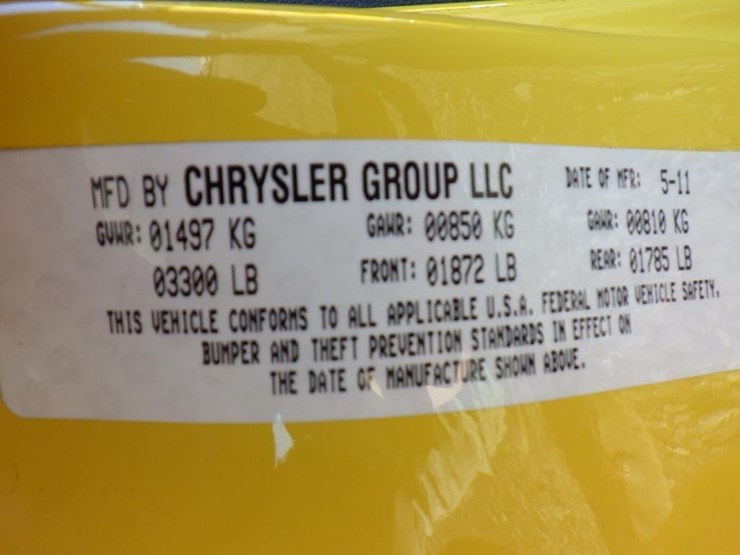 MFD BY CHRYSLER GROUP LLC DATE OF MFR: 5-11
GVWR: 01497 KG GAWR: 00850 KG GAWR: 00810 KG
03300 LB FRONT: 01872 LB REAR: 01785 LB
THIS VEHICLE CONFORMS TO ALL APPLICABLE U.S.A. FEDERAL MOTOR VEHICLE SAFETY,
BUMPER AND THEFT PREVENTION STANDARDS IN EFFECT ON
THE DATE OF MANUFACTURE SHOWN ABOVE.